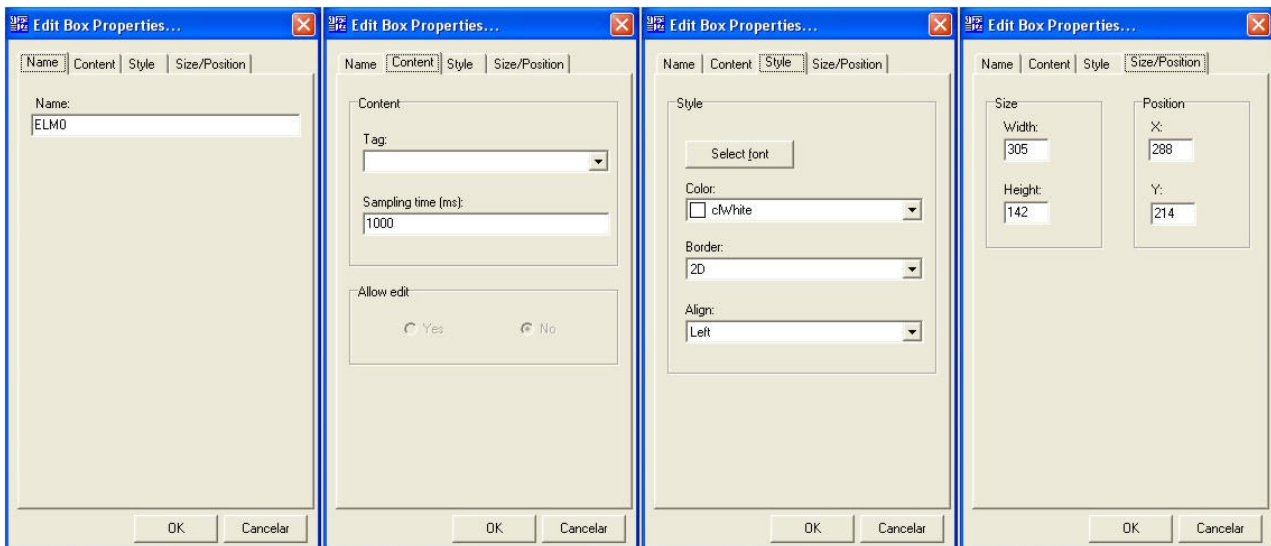 Edit Box Properties...
Name Content Style Size/Position
Name:
ELM0
OK Cancelar
Edit Box Properties...
Name Content Style Size/Position
Content
Tag:
Sampling time (ms):
1000
Allow edit
Yes No
OK Cancelar
Edit Box Properties...
Name Content Style Size/Position
Style
Select font
Color:
clWhite
Border:
2D
Align:
Left
OK Cancelar
Edit Box Properties...
Name Content Style Size/Position
Size Position
Width: X:
305 288
Height: Y:
142 214
OK Cancelar